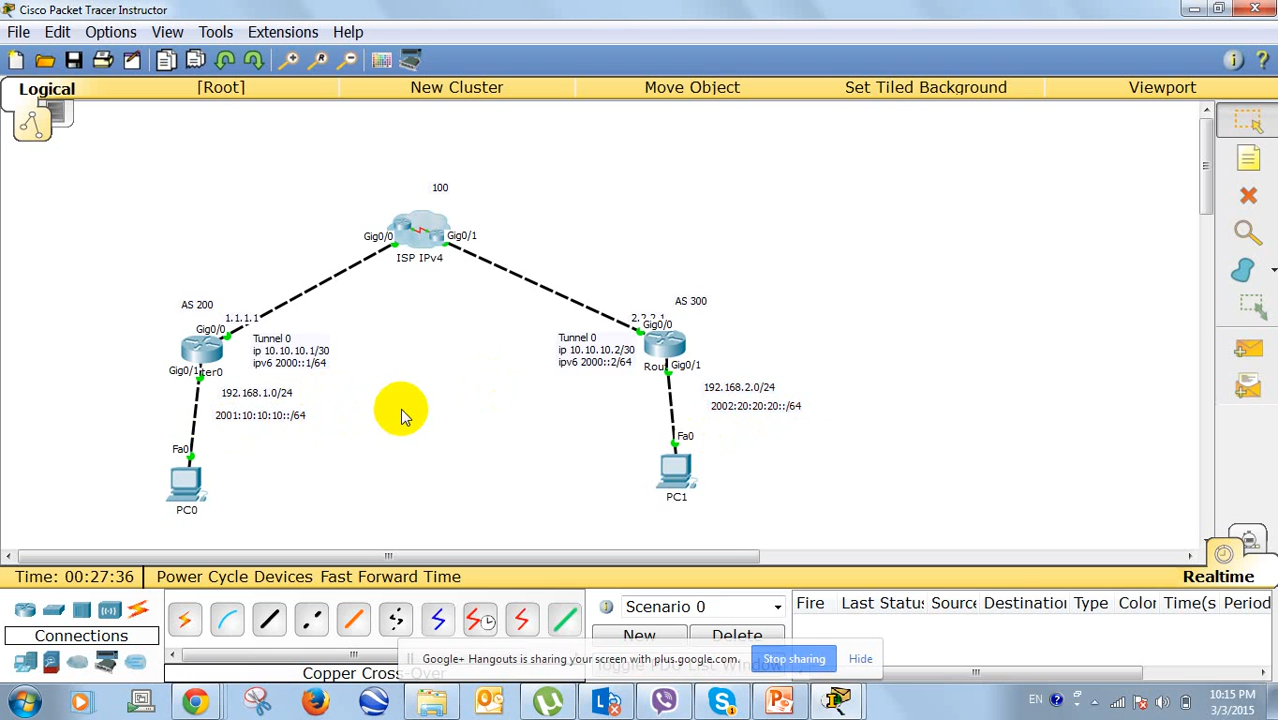 Cisco Packet Tracer Instructor
File Edit Options View Tools Extensions Help
Logical [Root] New Cluster Move Object Set Tiled Background Viewport
100
Gig0/0 Gig0/1
ISP IPv4
AS 200
1.1.1.1
Gig0/0
Tunnel 0
ip 10.10.10.1/30
ipv6 2000::1/64
Gig0/1
192.168.1.0/24
2001:10:10:10::/64
Fa0
PC0
AS 300
Gig0/0
Tunnel 0
ip 10.10.10.2/30
ipv6 2000::2/64
Gig0/1
192.168.2.0/24
2002:20:20:20::/64
Fa0
PC1
Time: 00:27:36 Power Cycle Devices Fast Forward Time Realtime
Connections
Scenario 0
New Delete
Fire Last Status Source Destination Type Color Time(s Period
Google+ Hangouts is sharing your screen with plus.google.com. Stop sharing Hide
Copper Cross-Over
EN
10:15 PM
3/3/2015